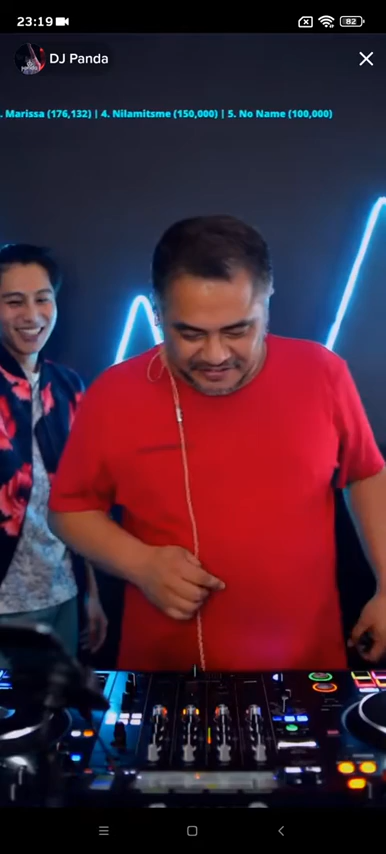 23:19
82
DJ Panda
. Marissa (176,132) | 4. Nilamitsme (150,000) | 5. No Name (100,000)